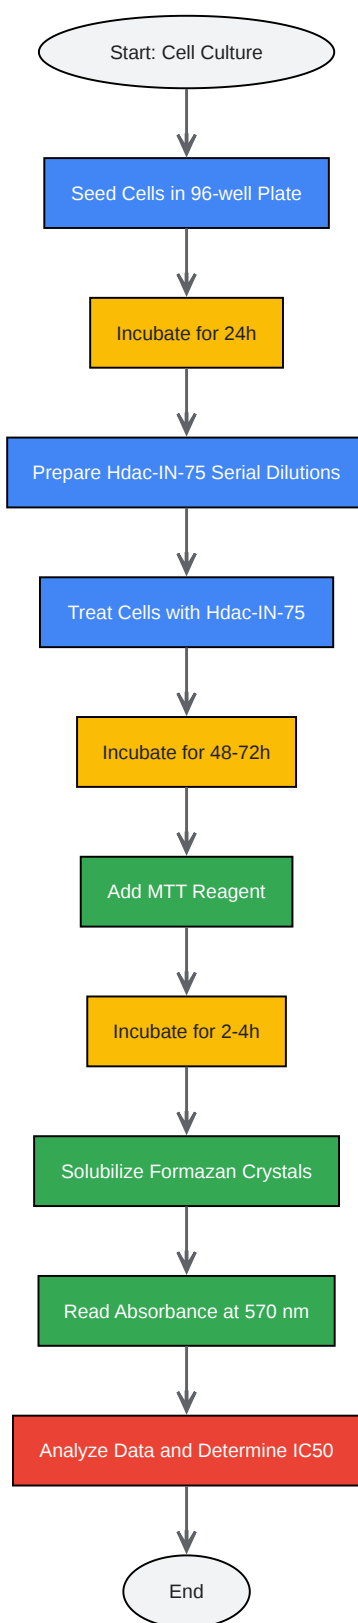 Start: Cell Culture
Seed Cells in 96-well Plate
Incubate for 24h
Prepare Hdac-IN-75 Serial Dilutions
Treat Cells with Hdac-IN-75
Incubate for 48-72h
Add MTT Reagent
Incubate for 2-4h
Solubilize Formazan Crystals
Read Absorbance at 570 nm
Analyze Data and Determine IC50
End